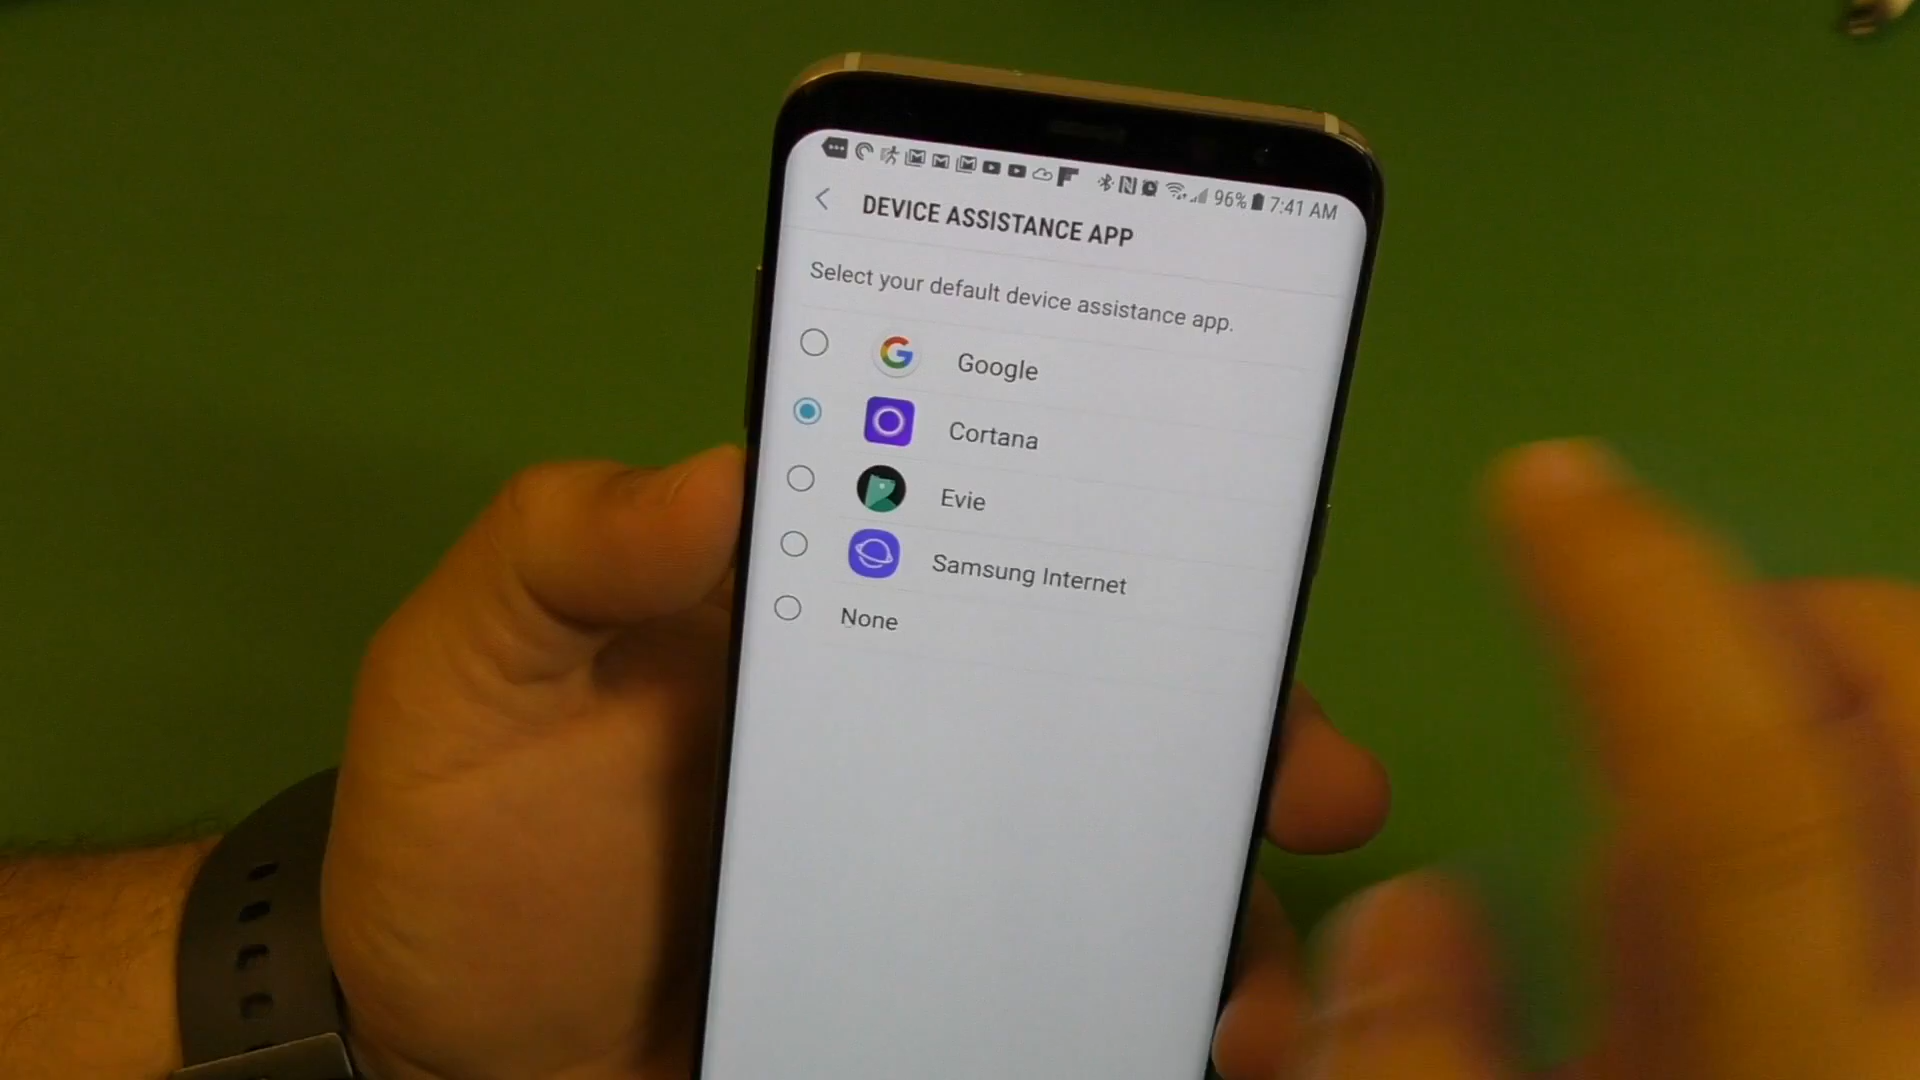 96% 7:41 AM
DEVICE ASSISTANCE APP
Select your default device assistance app.
Google
Cortana
Evie
Samsung Internet
None